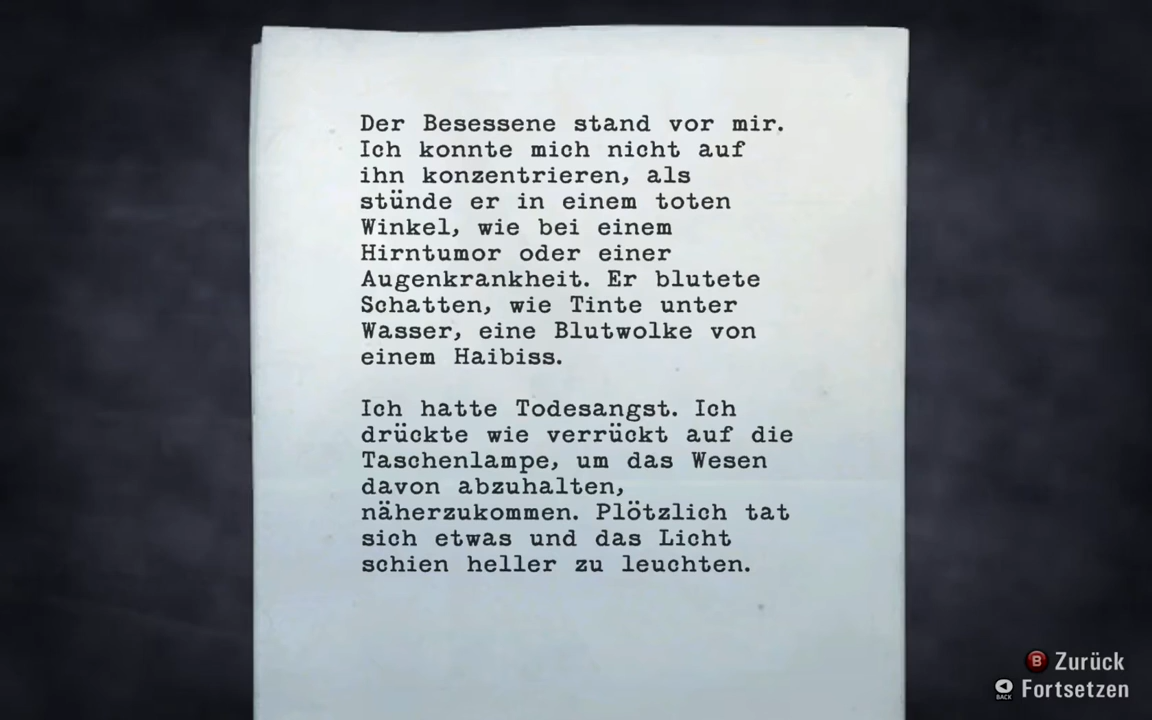 Der Besessene stand vor mir.
Ich konnte mich nicht auf
ihn konzentrieren, als
stünde er in einem toten
Winkel, wie bei einem
Hirntumor oder einer
Augenkrankheit. Er blutete
Schatten, wie Tinte unter
Wasser, eine Blutwolke von
einem Haibiss.

Ich hatte Todesangst. Ich
drückte wie verrückt auf die
Taschenlampe, um das Wesen
davon abzuhalten,
näherzukommen. Plötzlich tat
sich etwas und das Licht
schien heller zu leuchten.

B Zurück
BACK Fortsetzen